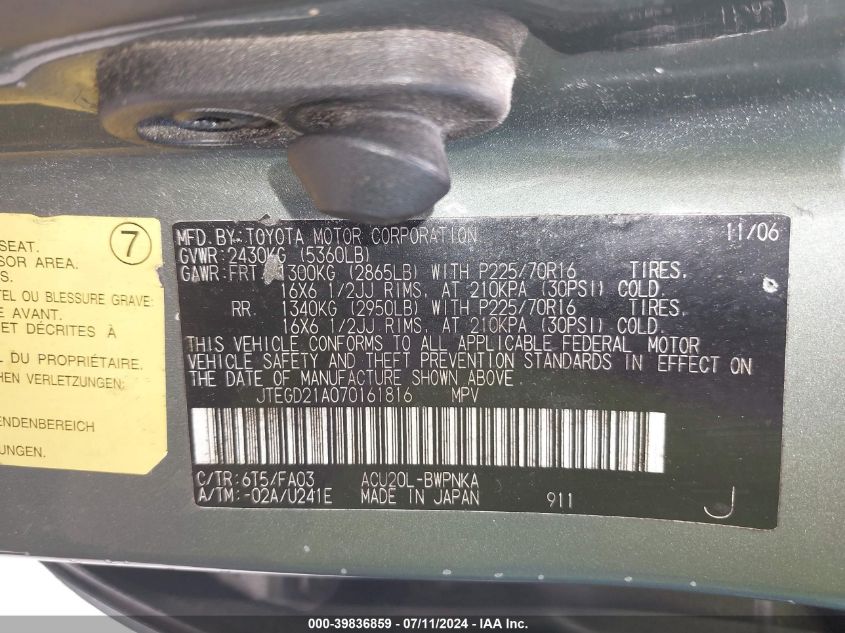 SEAT.
SOR AREA.
S.
TEL OU BLESSURE GRAVE:
E AVANT.
ET DÉCRITES À
L DU PROPRIÉTAIRE.
CHEN VERLETZUNGEN:
ENDENBEREICH
NUNGEN.
7
MFD. BY: TOYOTA MOTOR CORPORATION 11/06
GVWR: 2430KG (5360LB)
GAWR: FRT 1300KG (2865LB) WITH P225/70R16 TIRES.
16X6 1/2JJ RIMS, AT 210KPA (30PSI) COLD.
RR. 1340KG (2950LB) WITH P225/70R16 TIRES.
16X6 1/2JJ RIMS, AT 210KPA (30PSI) COLD.
THIS VEHICLE CONFORMS TO ALL APPLICABLE FEDERAL MOTOR
VEHICLE SAFETY AND THEFT PREVENTION STANDARDS IN EFFECT ON
THE DATE OF MANUFACTURE SHOWN ABOVE.
JTEGD21A070161816 MPV
C/TR: 6T5/FA03 ACU20L-BWPNKA
A/TM: -02A/U241E MADE IN JAPAN 911 J
000-39836859 - 07/11/2024 - IAA Inc.